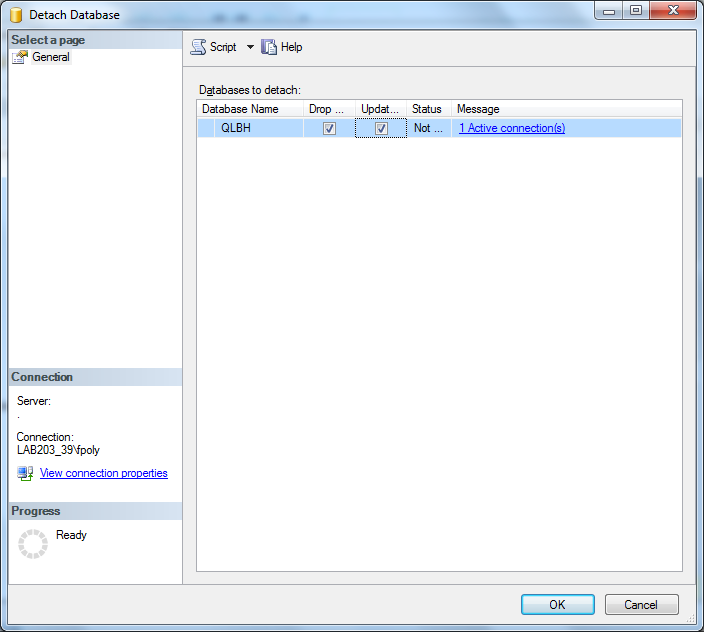 Detach Database
Select a page
General
Script
Help
Databases to detach:
Database Name Drop ... Updat... Status Message
QLBH Not ... 1 Active connection(s)
Connection
Server:
.
Connection:
LAB203_39\fpoly
View connection properties
Progress
Ready
OK Cancel